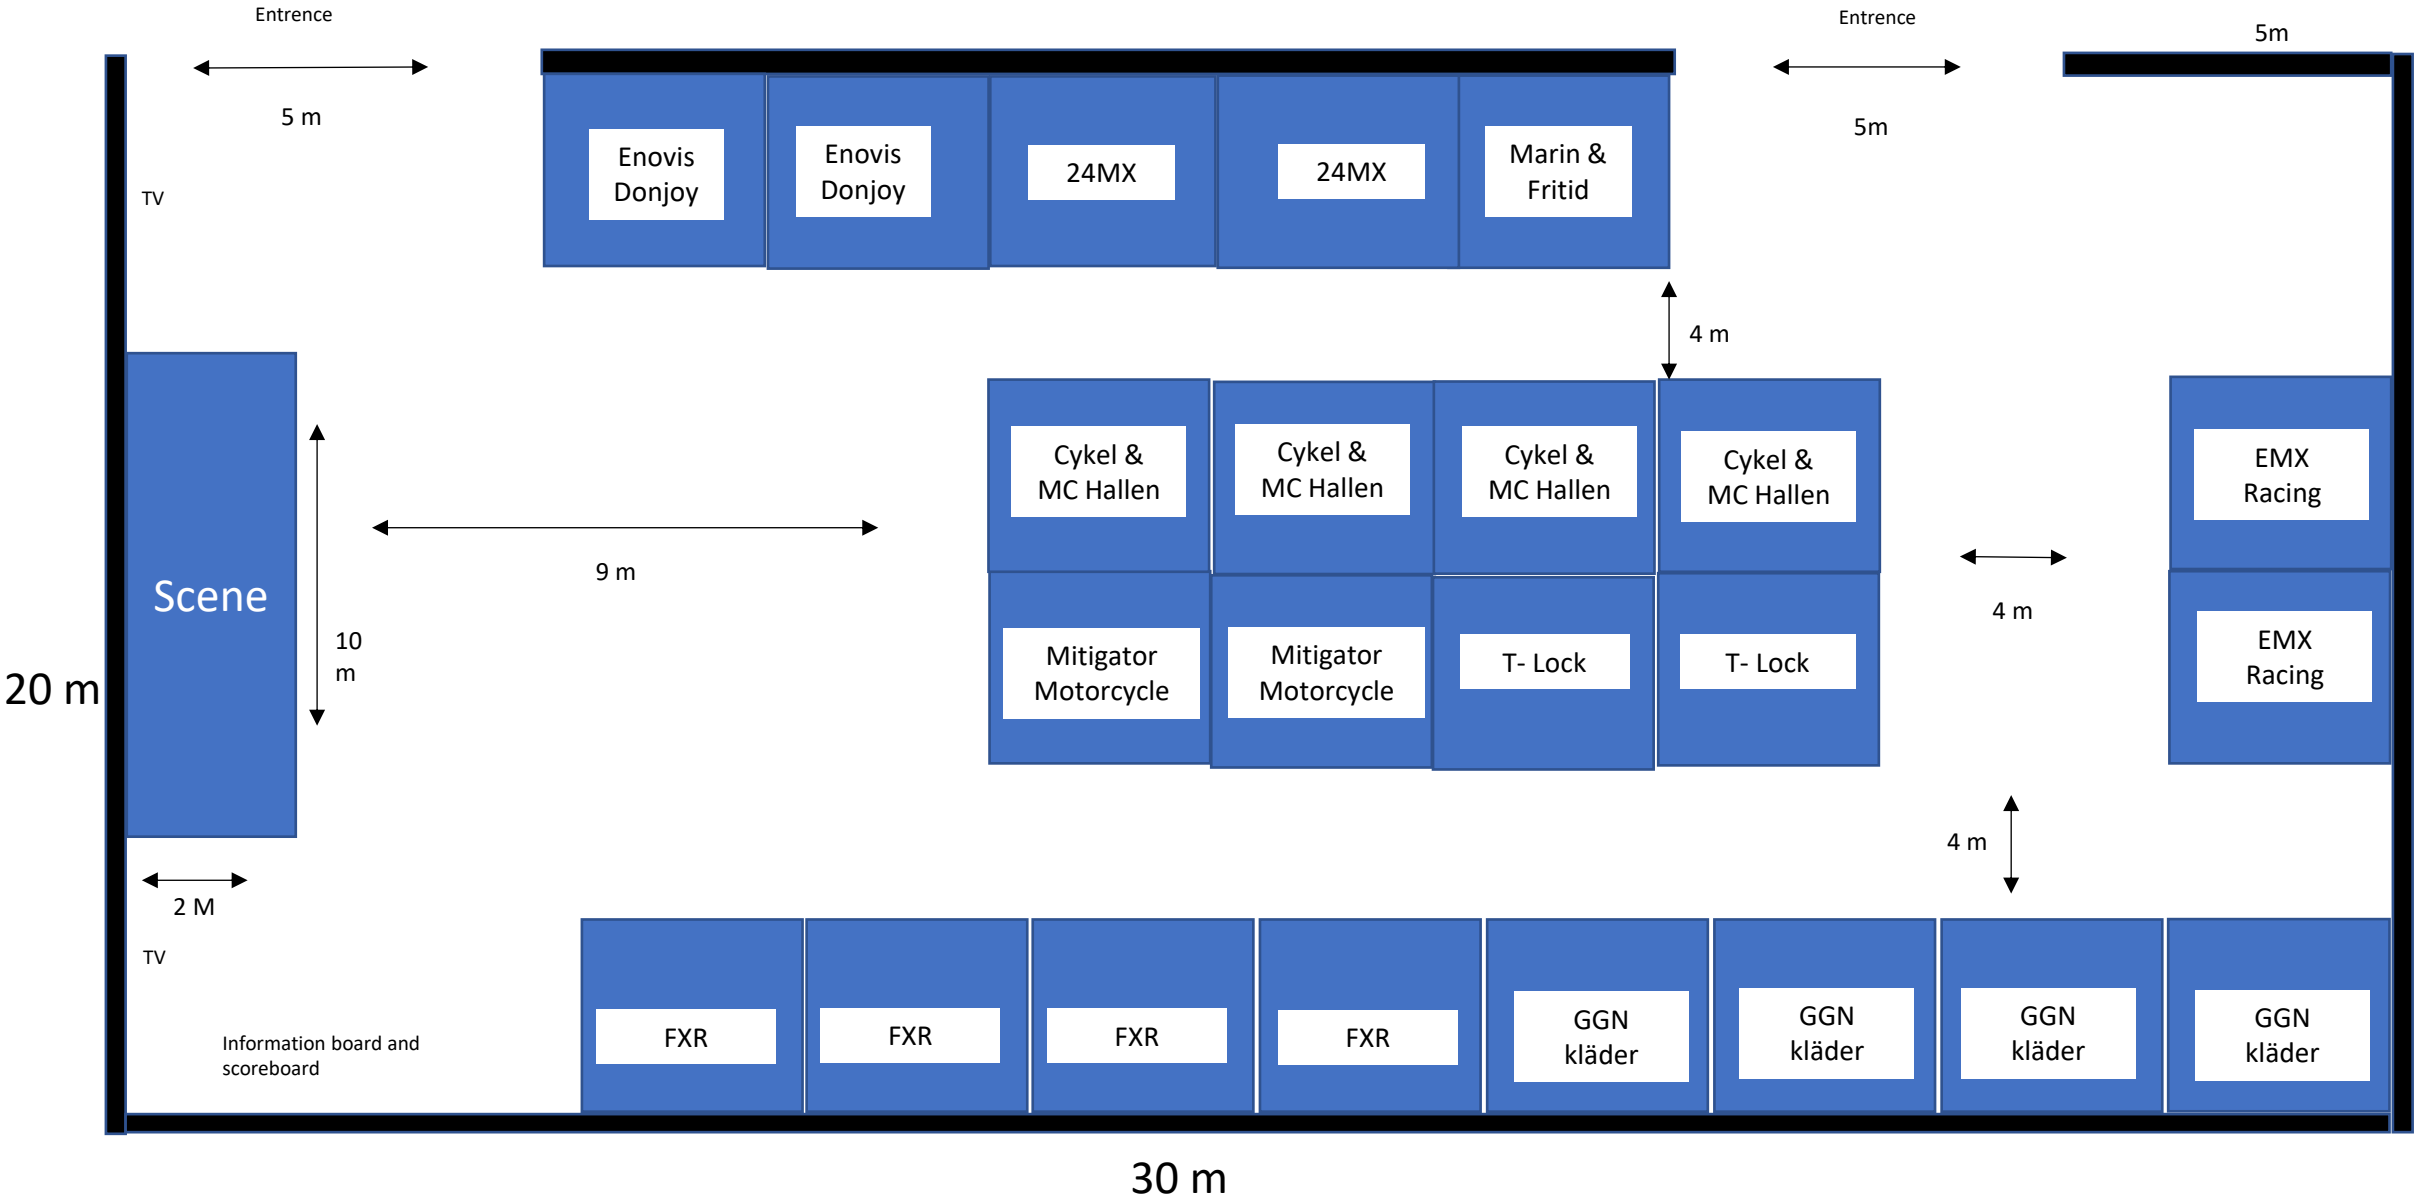 Entrence
Entrence
5m
5 m
5m
TV
Enovis
Donjoy
Enovis
Donjoy
24MX
24MX
Marin &
Fritid
4 m
Cykel &
MC Hallen
Cykel &
MC Hallen
Cykel &
MC Hallen
Cykel &
MC Hallen
EMX
Racing
9 m
Scene
10
m
4 m
20 m
Mitigator
Motorcycle
Mitigator
Motorcycle
T- Lock
T- Lock
EMX
Racing
4 m
2 M
TV
Information board and
scoreboard
FXR
FXR
FXR
FXR
GGN
kläder
GGN
kläder
GGN
kläder
GGN
kläder
30 m